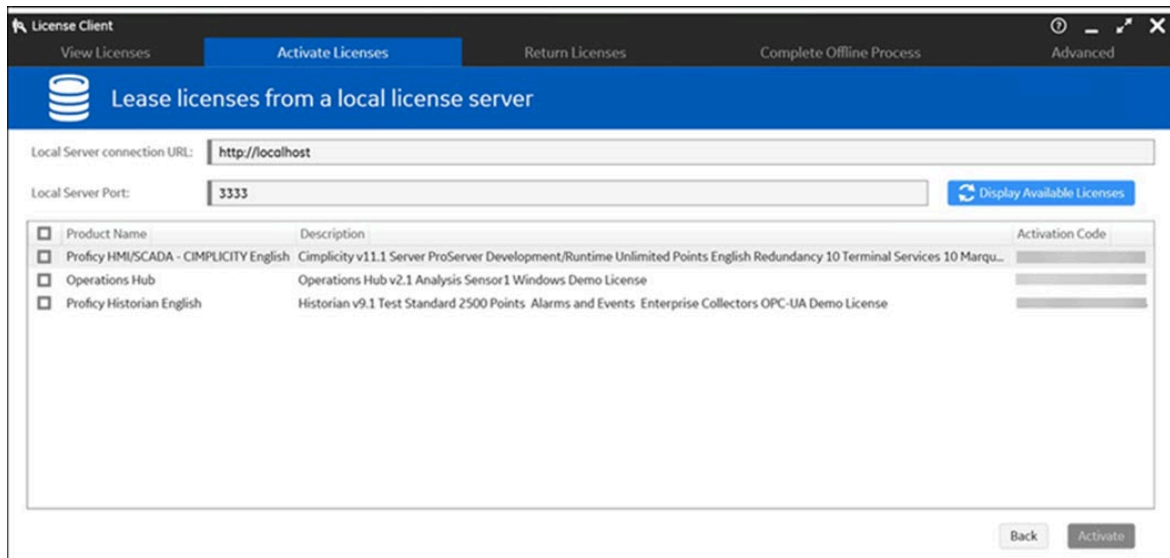 License Client
View Licenses Activate Licenses Return Licenses Complete Offline Process Advanced
Lease licenses from a local license server
Local Server connection URL: http://localhost
Local Server Port: 3333 Display Available Licenses
Product Name Description Activation Code
Proficy HMI/SCADA - CIMPLICITY English Cimplicity v11.1 Server ProServer Development/Runtime Unlimited Points English Redundancy 10 Terminal Services 10 Marqu...
Operations Hub Operations Hub v2.1 Analysis Sensor1 Windows Demo License
Proficy Historian English Historian v9.1 Test Standard 2500 Points Alarms and Events Enterprise Collectors OPC-UA Demo License
Back Activate